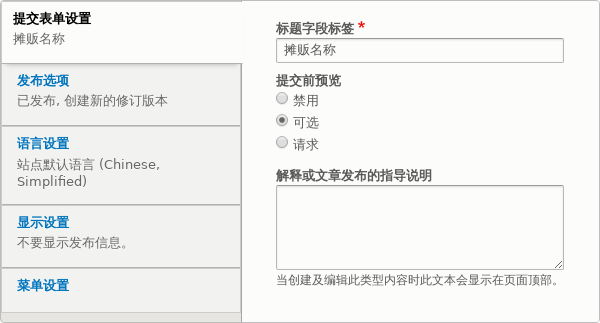 提交表单设置
摊贩名称
发布选项
已发布, 创建新的修订版本
语言设置
站点默认语言 (Chinese,
Simplified)
显示设置
不要显示发布信息。
菜单设置
标题字段标签 *
摊贩名称
提交前预览
禁用
可选
请求
解释或文章发布的指导说明
当创建及编辑此类型内容时此文本会显示在页面顶部。